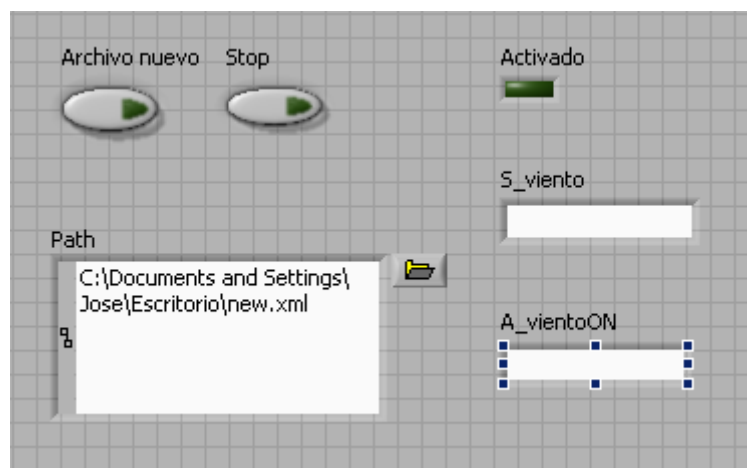 Archivo nuevo
Stop
Activado
S_viento
Path
C:\Documents and Settings\
Jose\Escritorio\new.xml
A_vientoON